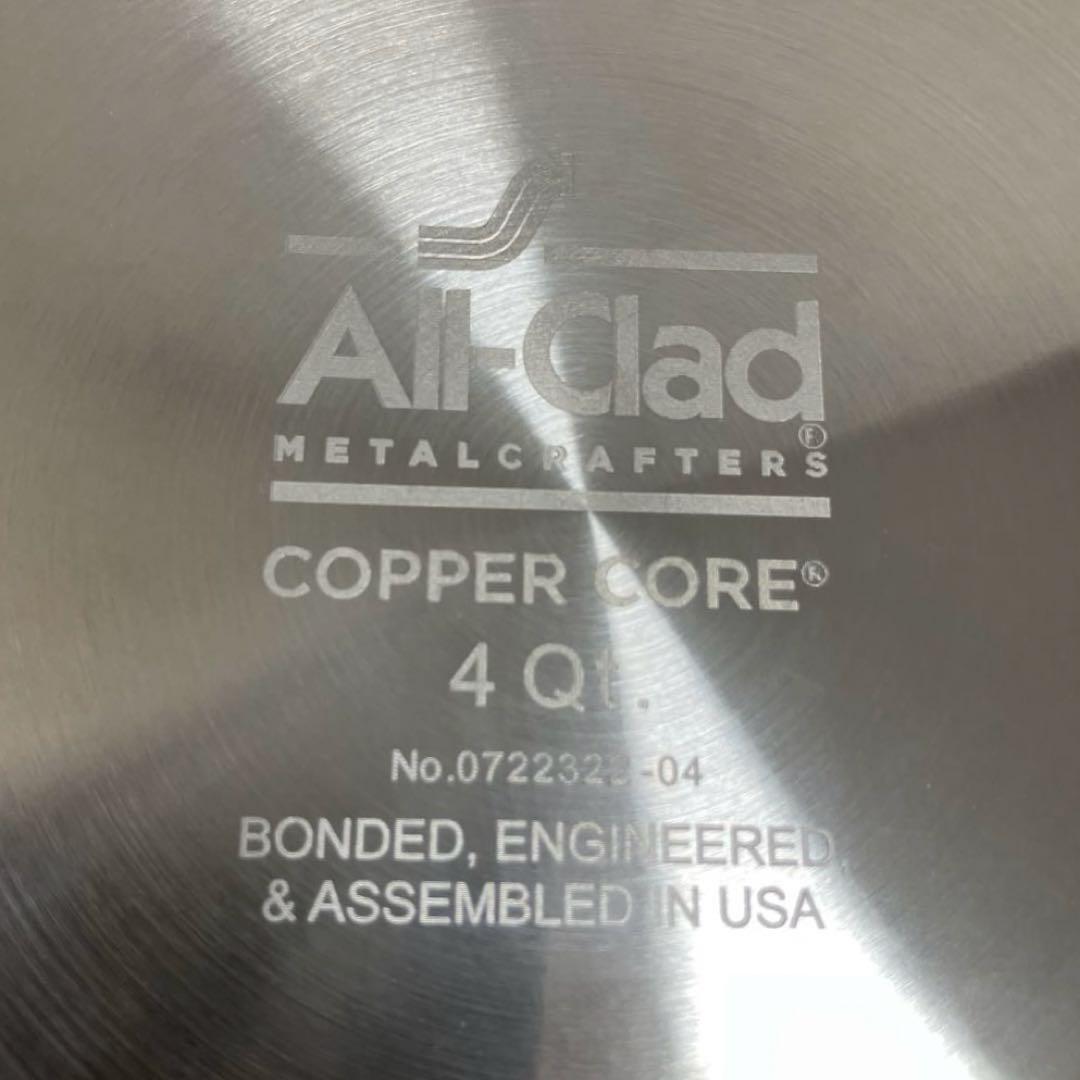 All-Clad®
METALCRAFTERS
COPPER CORE®
4 Qt.
BONDED, ENGINEERED,
& ASSEMBLED IN USA